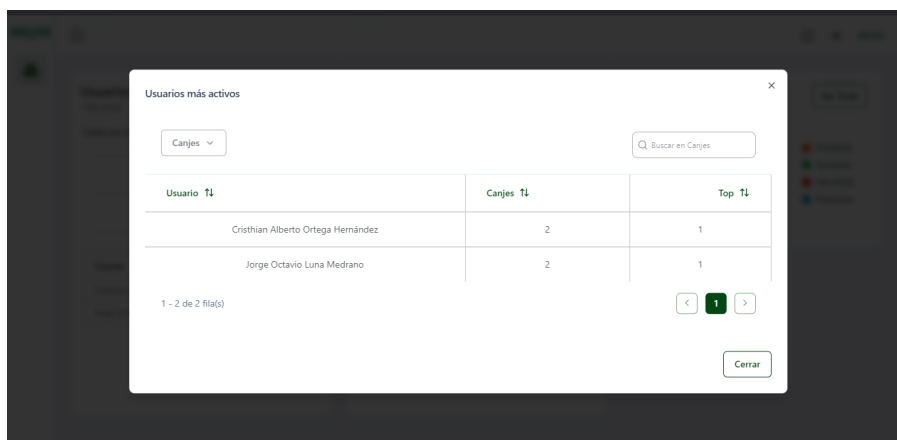 Usuarios más activos
Canjes
Buscar en Canjes
Usuario Canjes Top
Cristhian Alberto Ortega Hernández 2 1
Jorge Octavio Luna Medrano 2 1
1 - 2 de 2 fila(s)
1
Cerrar